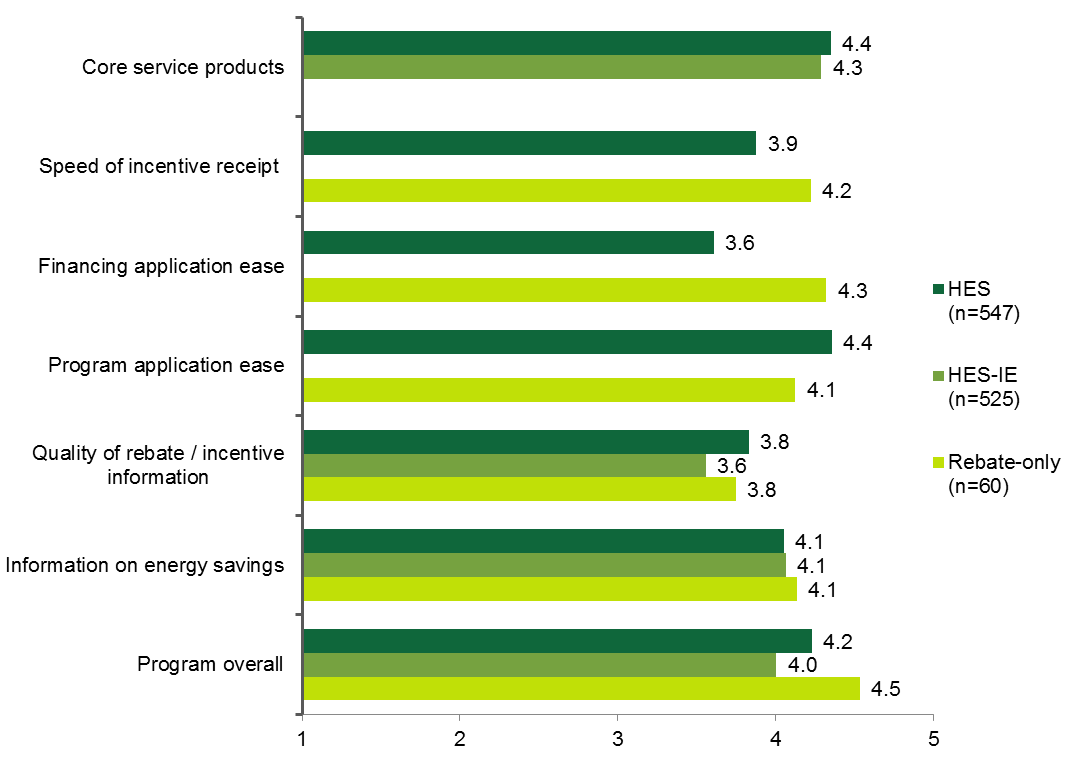 Core service products
4.4
4.3
Speed of incentive receipt
3.9
4.2
Financing application ease
3.6
4.3
Program application ease
4.4
4.1
Quality of rebate / incentive
information
3.8
3.6
3.8
Information on energy savings
4.1
4.1
4.1
Program overall
4.2
4.0
4.5
1 2 3 4 5
HES
(n=547)
HES-IE
(n=525)
Rebate-only
(n=60)